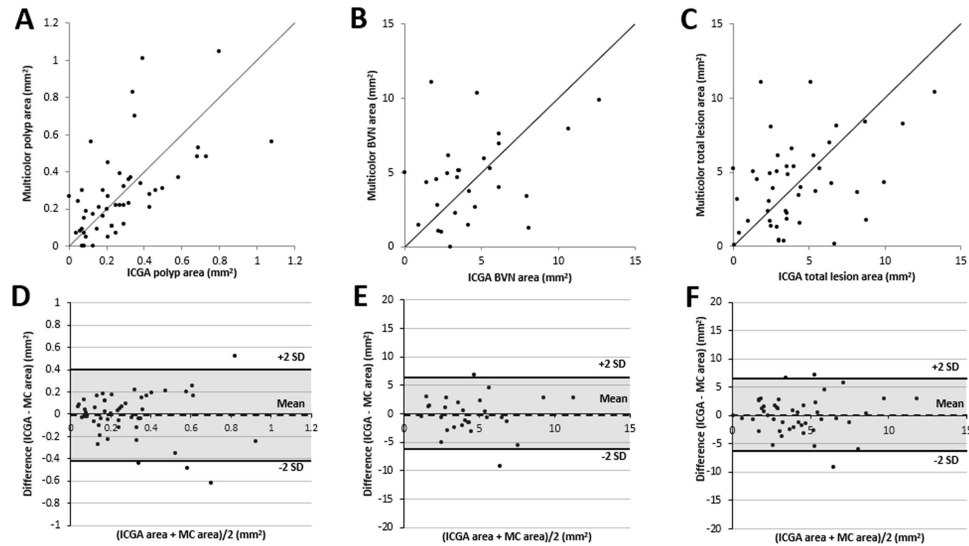 A
Multicolor polyp area (mm²)
1.2
1
0.8
0.6
0.4
0.2
0
0 0.2 0.4 0.6 0.8 1 1.2
ICGA polyp area (mm²)
B
Multicolor BVN area (mm²)
15
10
5
0
0 5 10 15
ICGA BVN area (mm²)
C
Multicolor total lesion area (mm²)
15
10
5
0
0 5 10 15
ICGA total lesion area (mm²)
D
Difference (ICGA - MC area) (mm²)
1
0.8
0.6
0.4
0.2
0
-0.2
-0.4
-0.6
-0.8
-1
0 0.2 0.4 0.6 0.8 1 1.2
+2 SD
Mean
-2 SD
(ICGA area + MC area)/2 (mm²)
E
Difference (ICGA - MC area) (mm²)
20
15
10
5
0
-5
-10
-15
-20
0 5 10 15
+2 SD
Mean
-2 SD
(ICGA area + MC area)/2 (mm²)
F
Difference (ICGA - MC area) (mm²)
20
15
10
5
0
-5
-10
-15
-20
0 5 10 15
+2 SD
Mean
-2 SD
(ICGA area + MC area)/2 (mm²)